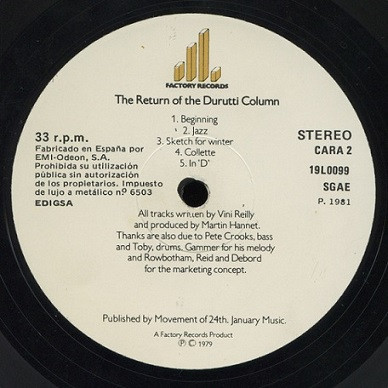 FACTORY RECORDS
The Return of the Durutti Column
1. Beginning
2. Jazz
3. Sketch for winter
4. Collette
5. In 'D'
33 r.p.m.
Fabricado en España por
EMI-Odeon, S.A.
Prohibida su utilización
pública sin autorización
de los propietarios. Impuesto
de lujo a metálico nº 6503
EDIGSA
STEREO
CARA 2
19L0099
SGAE
P. 1981
All tracks written by Vini Reilly
and produced by Martin Hannet.
Thanks are also due to Pete Crooks, bass
and Toby, drums, Gammer for his melody
and Rowbotham, Reid and Debord
for the marketing concept.
Published by Movement of 24th. January Music.
A Factory Records Product
Ⓟ © 1979